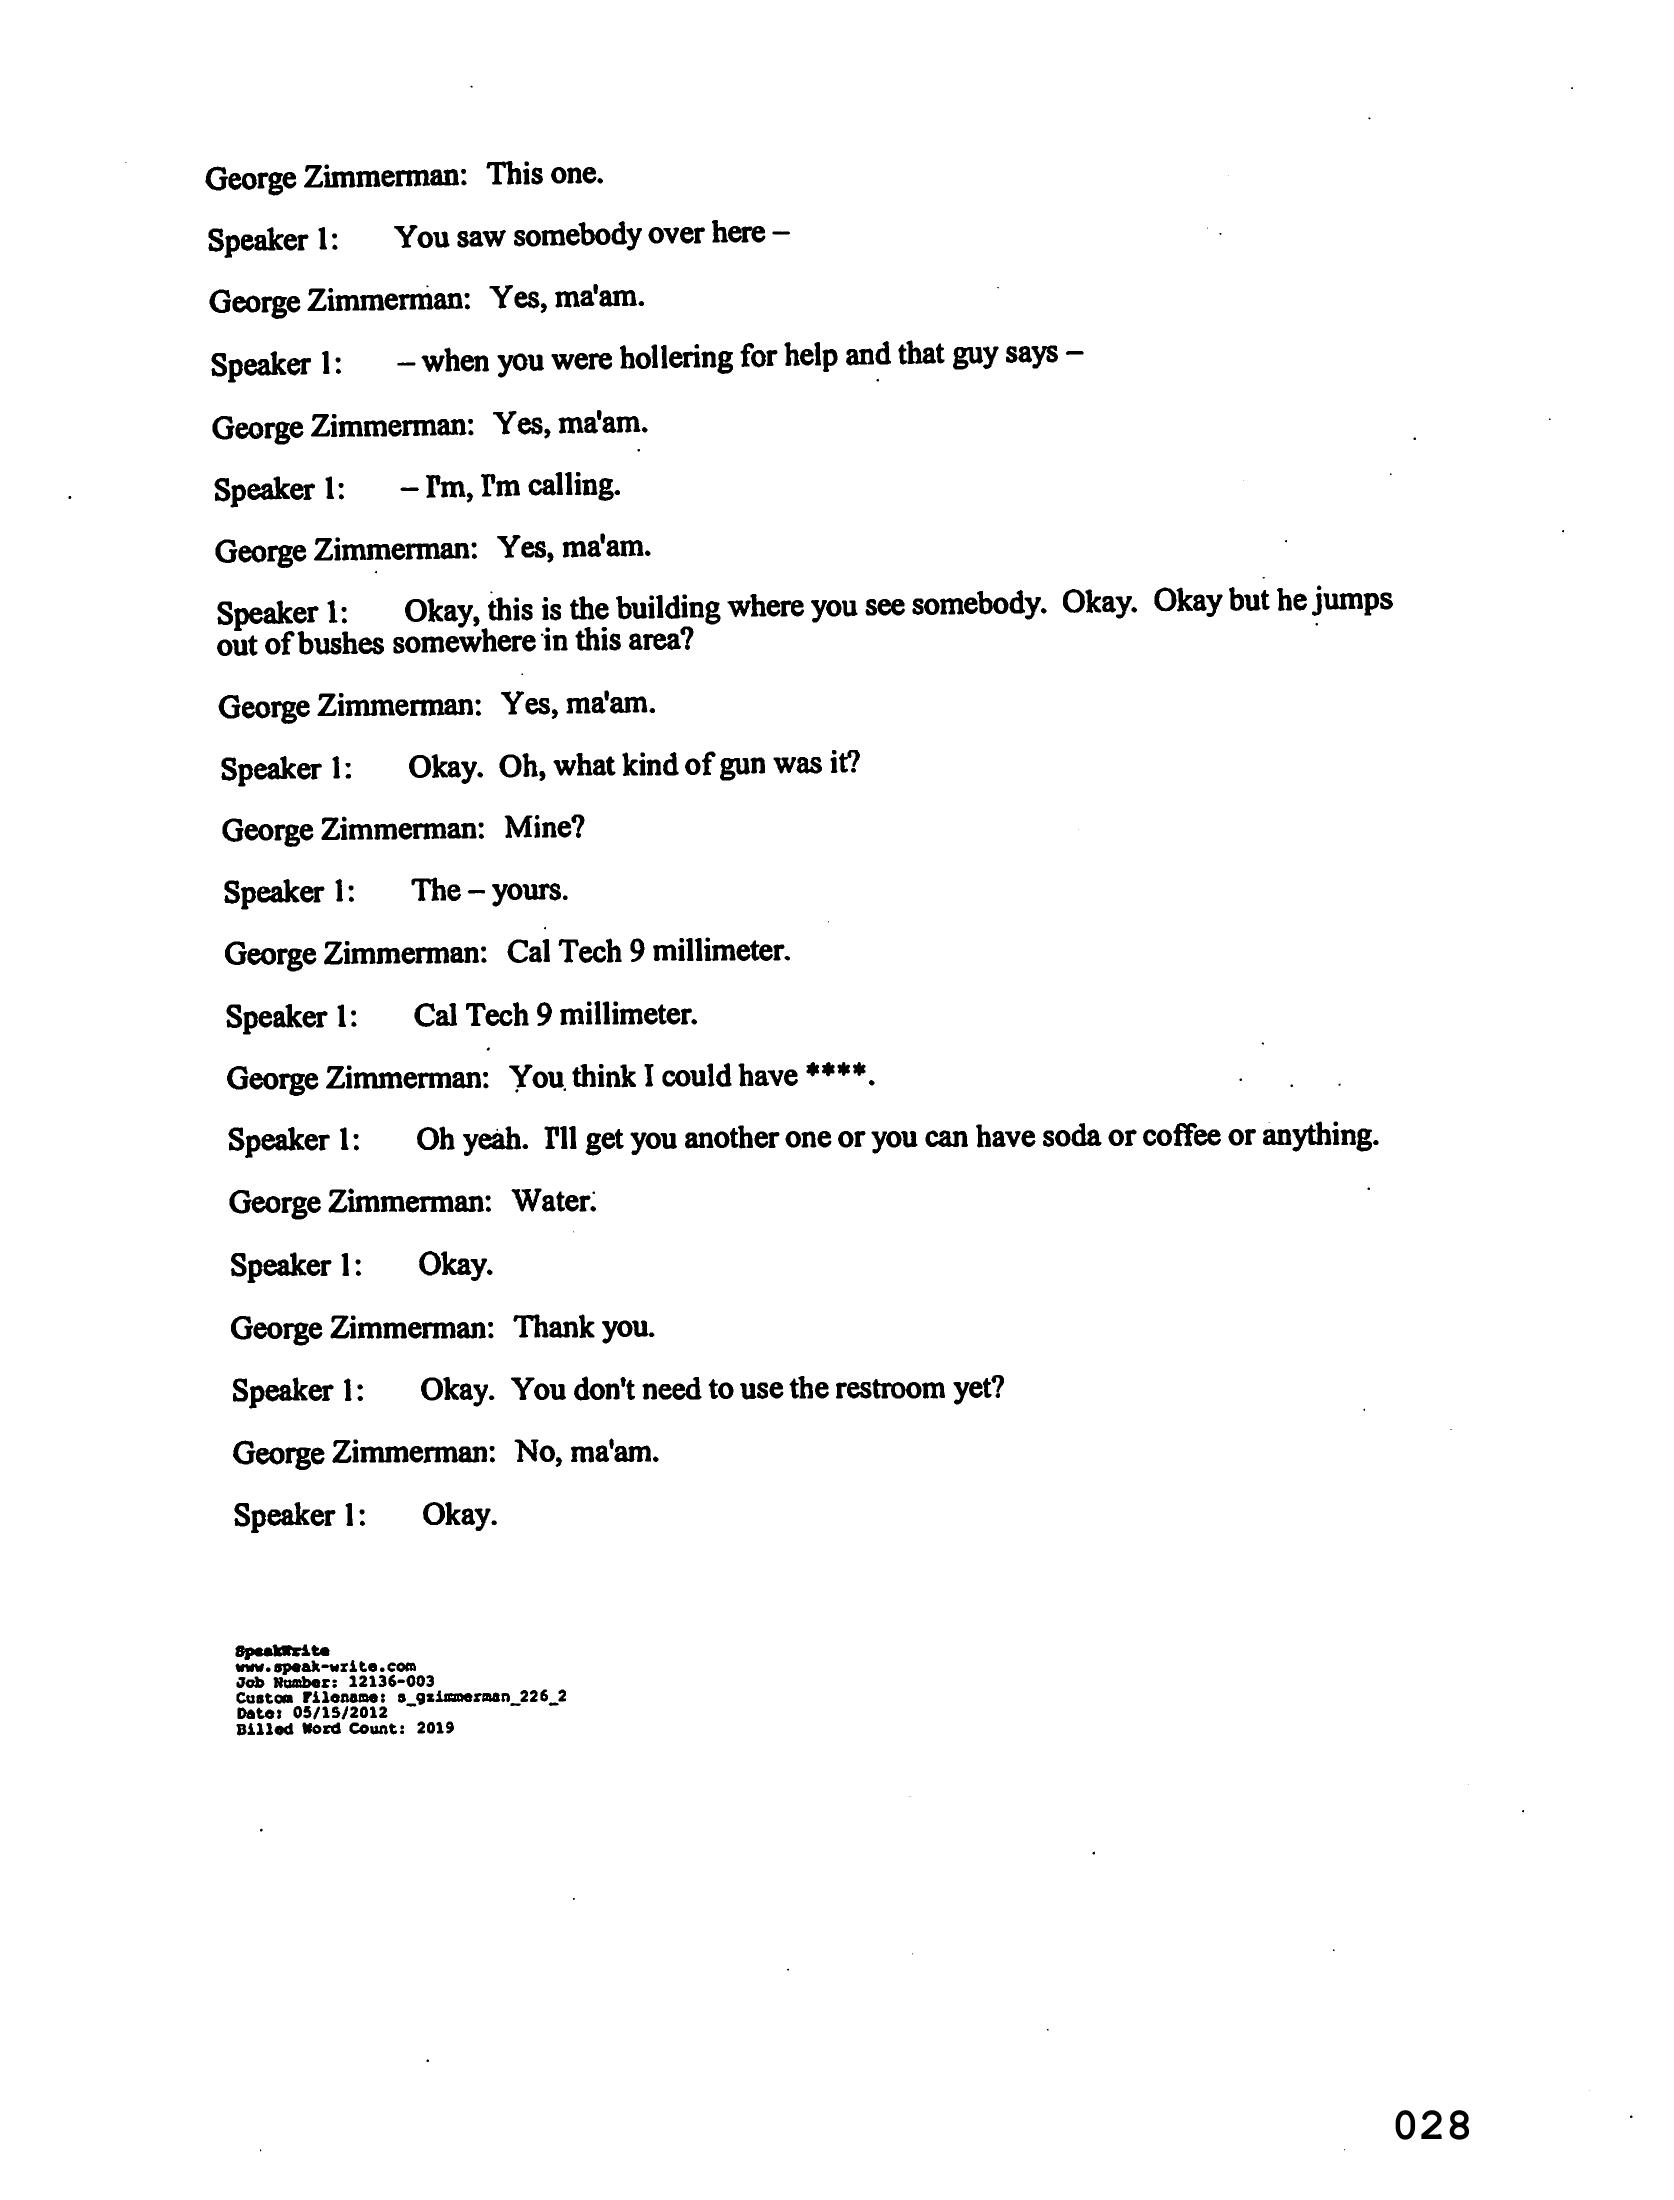 George Zimmerman: This one.
Speaker 1: You saw somebody over here –
George Zimmerman: Yes, ma'am.
Speaker 1: – when you were hollering for help and that guy says –
George Zimmerman: Yes, ma'am.
Speaker 1: – I'm, I'm calling.
George Zimmerman: Yes, ma'am.
Speaker 1: Okay, this is the building where you see somebody. Okay. Okay but he jumps
out of bushes somewhere in this area?
George Zimmerman: Yes, ma'am.
Speaker 1: Okay. Oh, what kind of gun was it?
George Zimmerman: Mine?
Speaker 1: The – yours.
George Zimmerman: Cal Tech 9 millimeter.
Speaker 1: Cal Tech 9 millimeter.
George Zimmerman: You think I could have ****.
Speaker 1: Oh yeah. I'll get you another one or you can have soda or coffee or anything.
George Zimmerman: Water.
Speaker 1: Okay.
George Zimmerman: Thank you.
Speaker 1: Okay. You don't need to use the restroom yet?
George Zimmerman: No, ma'am.
Speaker 1: Okay.
SpeakWrite
www.speak-write.com
Job Number: 12136-003
Custom Filename: s_gzimmerman_226_2
Date: 05/15/2012
Billed Word Count: 2019
028